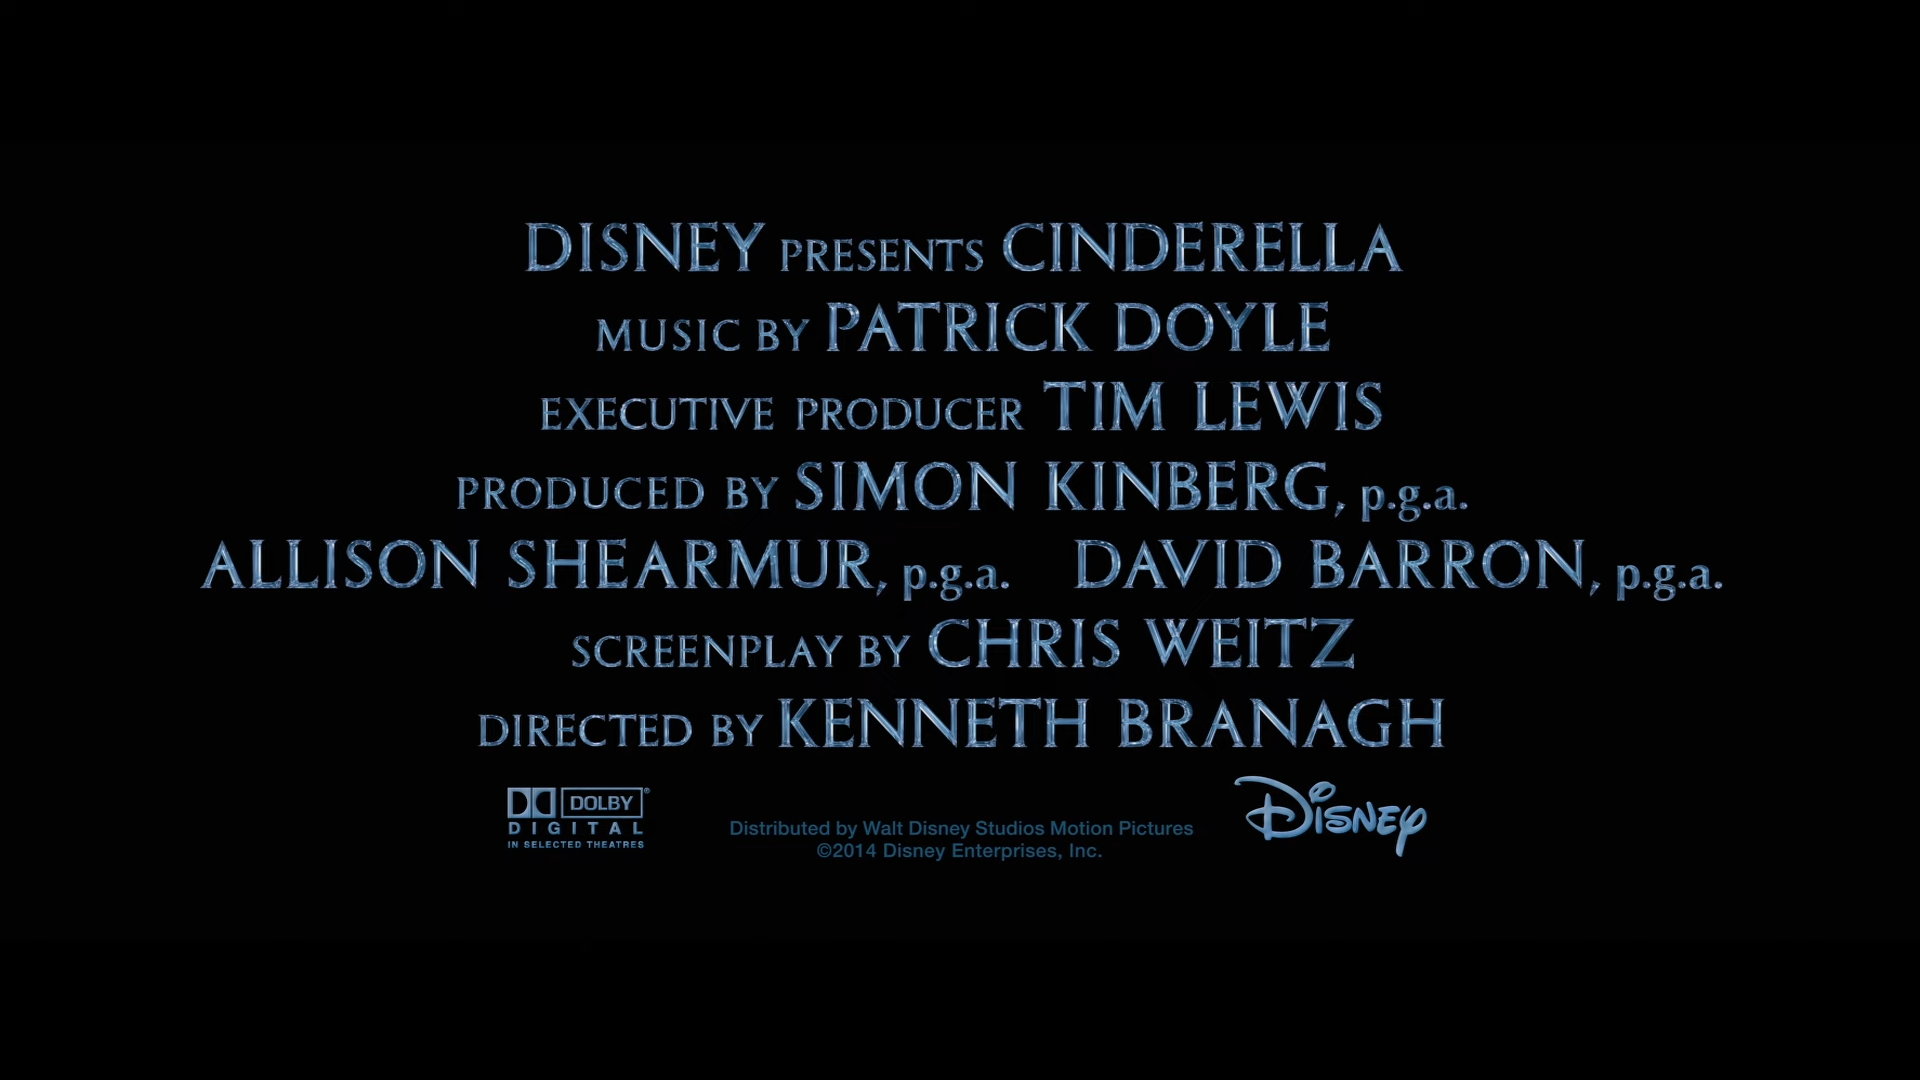 DISNEY PRESENTS CINDERELLA
MUSIC BY PATRICK DOYLE
EXECUTIVE PRODUCER TIM LEWIS
PRODUCED BY SIMON KINBERG, p.g.a.
ALLISON SHEARMUR, p.g.a. DAVID BARRON, p.g.a.
SCREENPLAY BY CHRIS WEITZ
DIRECTED BY KENNETH BRANAGH
DOLBY®
DIGITAL
IN SELECTED THEATRES
Distributed by Walt Disney Studios Motion Pictures
©2014 Disney Enterprises, Inc.
Disney